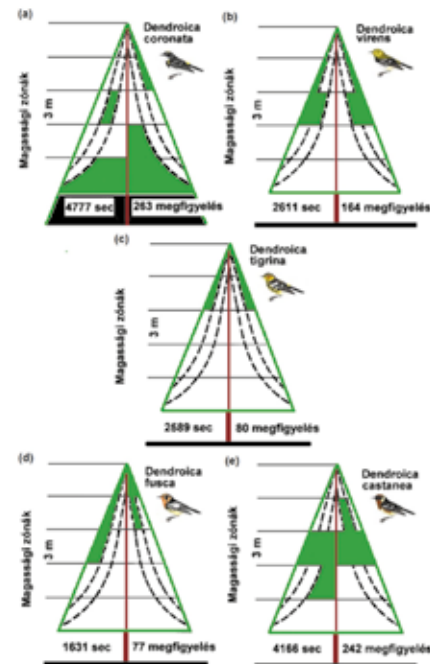 (a)
Dendroica
coronata
Magassági zónák
3 m
4777 sec
263 megfigyelés
(b)
Dendroica
virens
Magassági zónák
3 m
2611 sec
164 megfigyelés
(c)
Dendroica
tigrina
Magassági zónák
3 m
2589 sec
80 megfigyelés
(d)
Dendroica
fusca
Magassági zónák
3 m
1631 sec
77 megfigyelés
(e)
Dendroica
castanea
Magassági zónák
3 m
4166 sec
242 megfigyelés